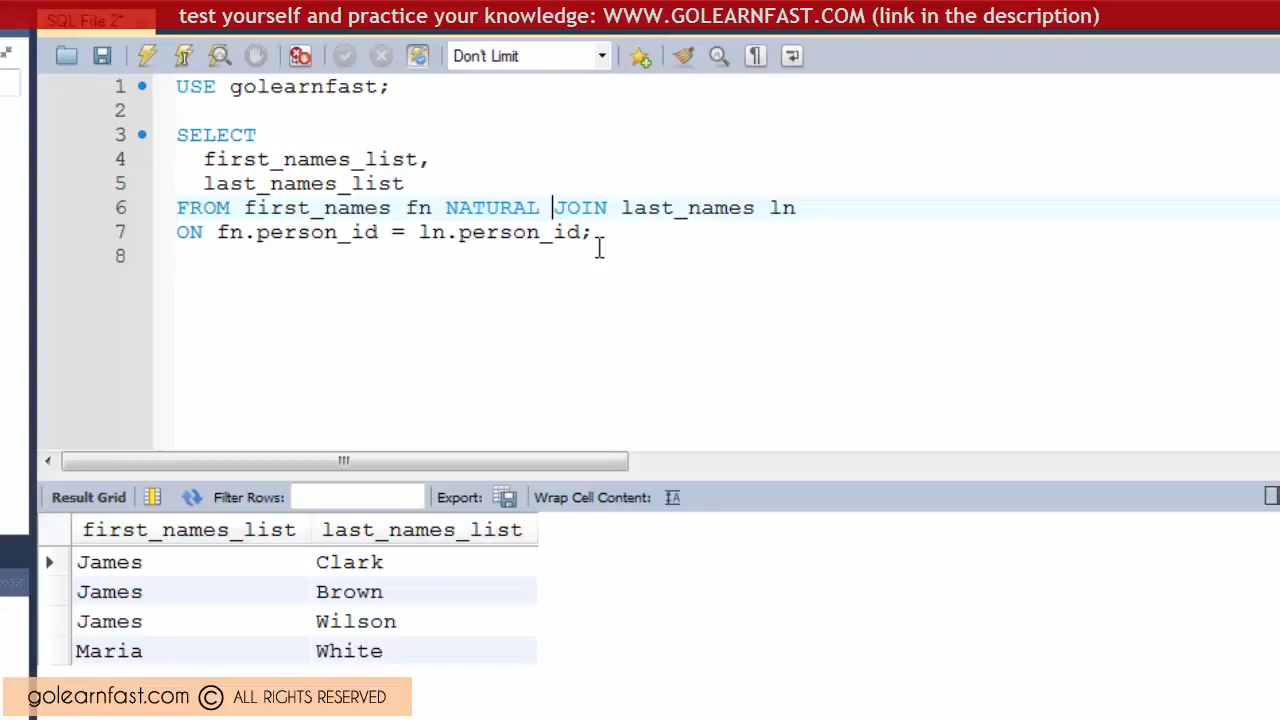 test yourself and practice your knowledge: WWW.GOLEARNFAST.COM (link in the description)
SQL File 2*
Don't Limit
1 USE golearnfast;
2
3 SELECT
4 first_names_list,
5 last_names_list
6 FROM first_names fn NATURAL JOIN last_names ln
7 ON fn.person_id = ln.person_id;
8
Result Grid Filter Rows: Export: Wrap Cell Content:
first_names_list last_names_list
James Clark
James Brown
James Wilson
Maria White
golearnfast.com © ALL RIGHTS RESERVED